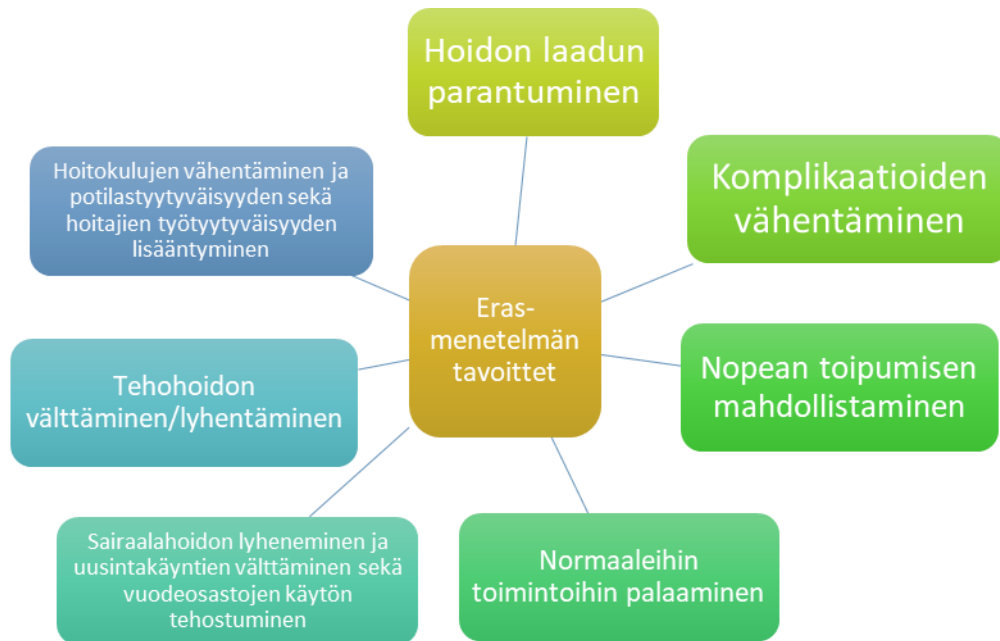 Hoidon laadun
parantuminen
Hoitokulujen vähentäminen ja
potilastyytyväisyyden sekä
hoitajien työtyytyväisyyden
lisääntyminen
Komplikaatioiden
vähentäminen
Eras-
menetelmän
tavoittet
Tehohoidon
välttäminen/lyhentäminen
Nopean toipumisen
mahdollistaminen
Sairaalahoidon lyheneminen ja
uusintakäyntien välttäminen sekä
vuodeosastojen käytön
tehostuminen
Normaaleihin
toimintoihin palaaminen